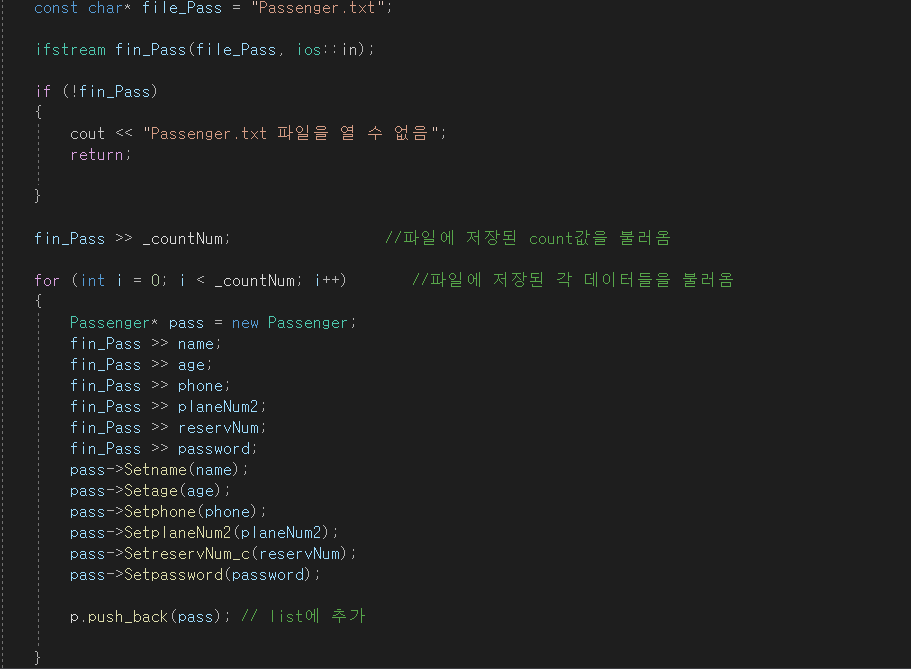 const char* file_Pass = "Passenger.txt";
ifstream fin_Pass(file_Pass, ios::in);
if (!fin_Pass)
{
cout << "Passenger.txt 파일을 열 수 없음";
return;
}
fin_Pass >> _countNum; //파일에 저장된 count값을 불러옴
for (int i = 0; i < _countNum; i++) //파일에 저장된 각 데이터들을 불러옴
{
Passenger* pass = new Passenger;
fin_Pass >> name;
fin_Pass >> age;
fin_Pass >> phone;
fin_Pass >> planeNum2;
fin_Pass >> reservNum;
fin_Pass >> password;
pass->Setname(name);
pass->Setage(age);
pass->Setphone(phone);
pass->SetplaneNum2(planeNum2);
pass->SetreservNum_c(reservNum);
pass->Setpassword(password);
p.push_back(pass); // list에 추가
}